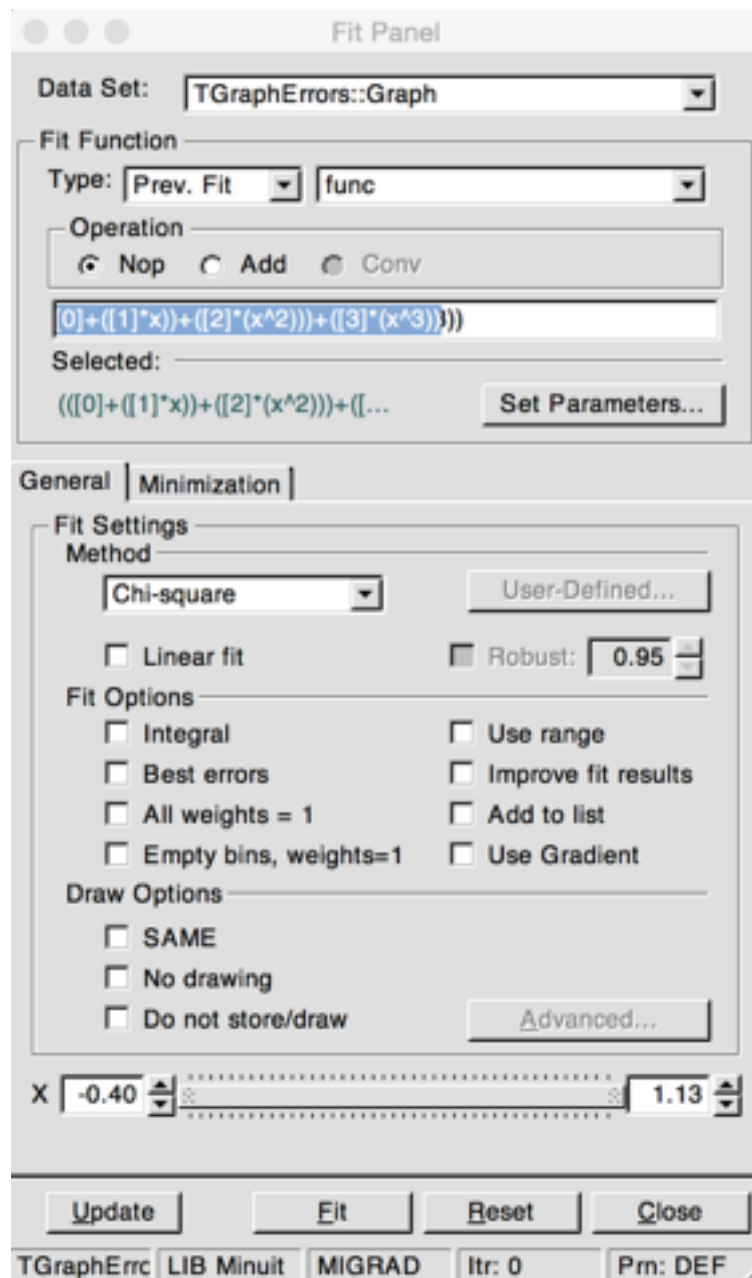 Fit Panel
Data Set: TGraphErrors::Graph
Fit Function
Type: Prev. Fit func
Operation
Nop Add Conv
[0]+([1]*x))+([2]*(x^2)))+([3]*(x^3))
Selected:
(([0]+([1]*x))+([2]*(x^2)))+([... Set Parameters...
General Minimization
Fit Settings
Method
Chi-square User-Defined...
Linear fit Robust: 0.95
Fit Options
Integral Use range
Best errors Improve fit results
All weights = 1 Add to list
Empty bins, weights=1 Use Gradient
Draw Options
SAME
No drawing
Do not store/draw Advanced...
X -0.40 1.13
Update Fit Reset Close
TGraphErrc LIB Minuit MIGRAD Itr: 0 Prn: DEF